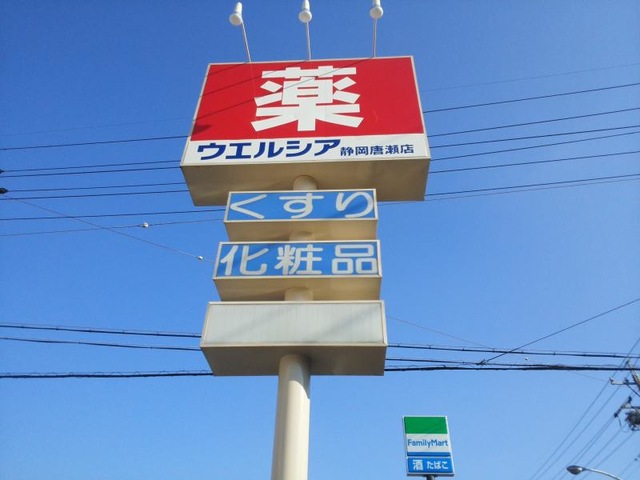 薬
ウエルシア 静岡唐瀬店
くすり
化粧品
FamilyMart
酒 たばこ